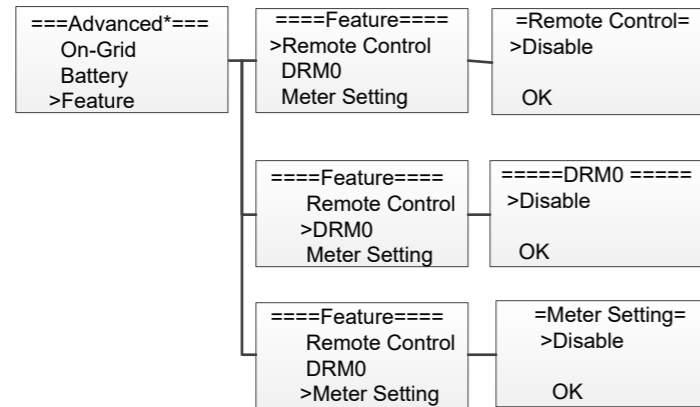 ===Advanced*===
On-Grid
Battery
>Feature
====Feature====
>Remote Control
DRM0
Meter Setting
=Remote Control=
>Disable
OK
====Feature====
Remote Control
>DRM0
Meter Setting
=====DRM0 =====
>Disable
OK
====Feature====
Remote Control
DRM0
>Meter Setting
=Meter Setting=
>Disable
OK